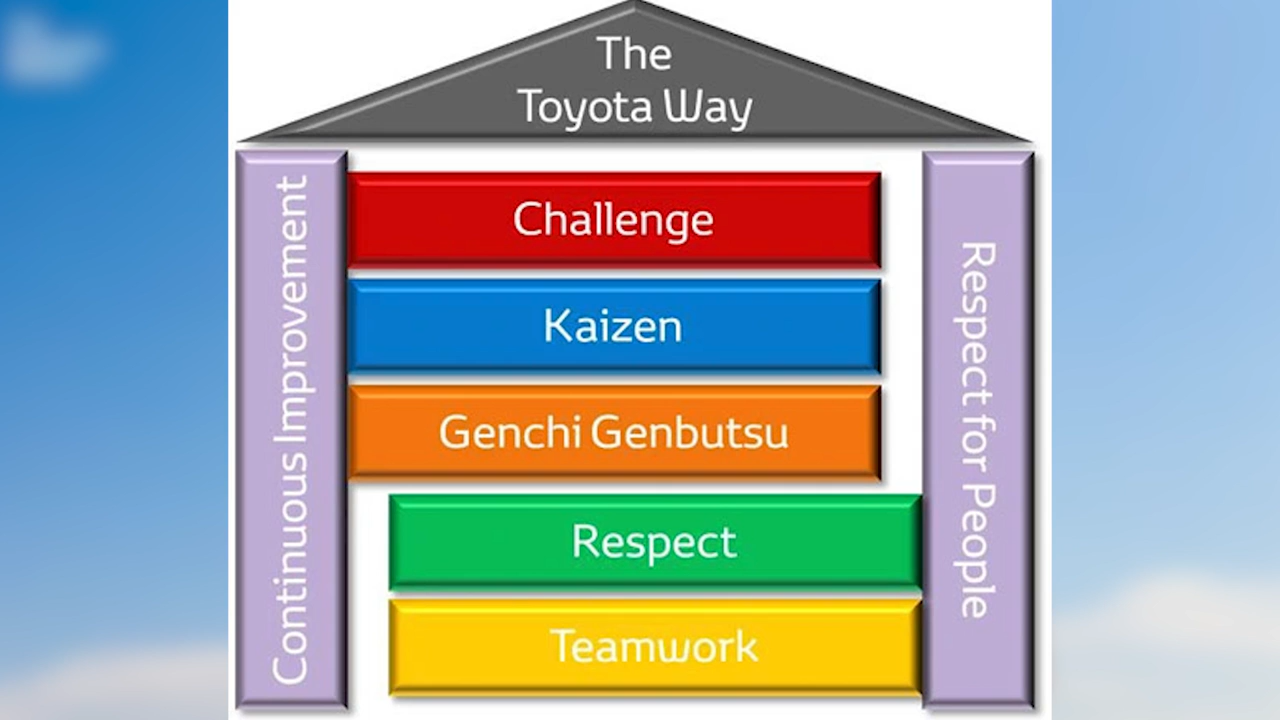 The
Toyota Way
Continuous Improvement
Challenge
Kaizen
Genchi Genbutsu
Respect
Teamwork
Respect for People